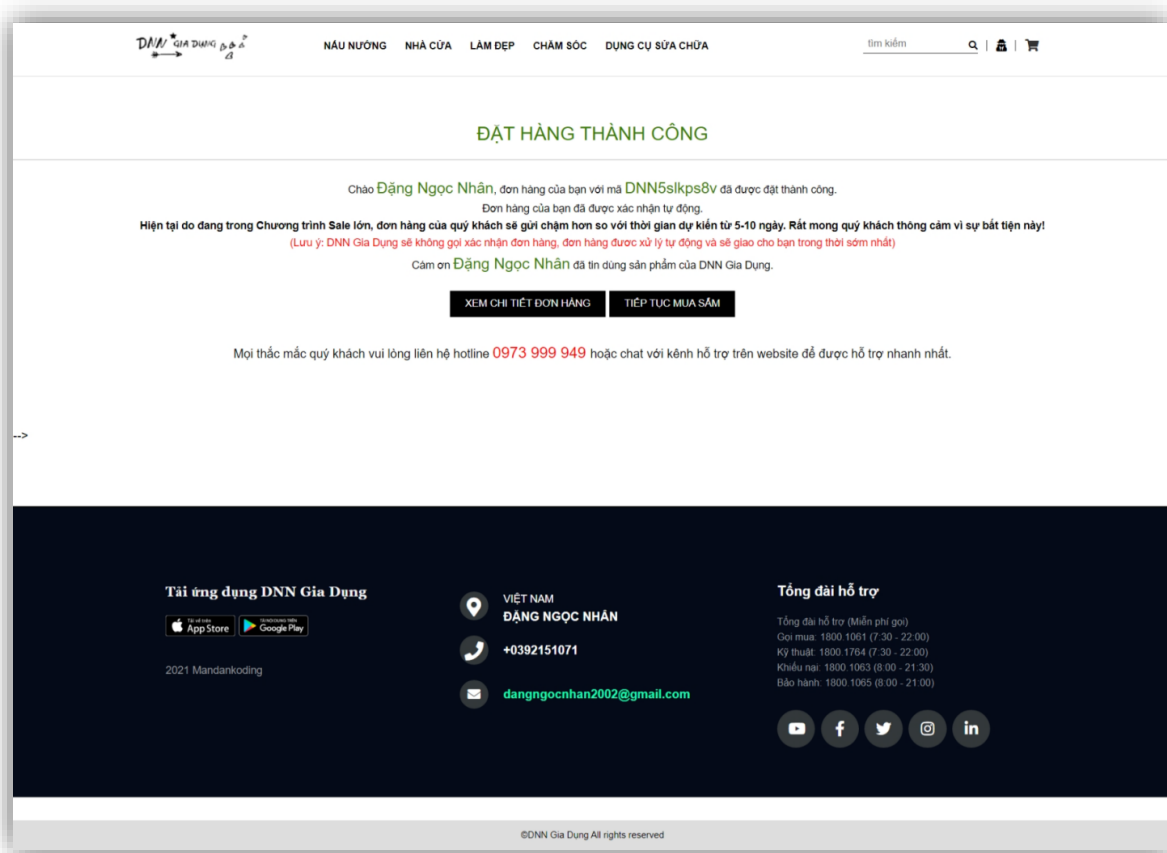 DNN GIA DỤNG
NẤU NƯỚNG NHÀ CỬA LÀM ĐẸP CHĂM SÓC DỤNG CỤ SỬA CHỮA
tìm kiếm
ĐẶT HÀNG THÀNH CÔNG
Chào Đặng Ngọc Nhân, đơn hàng của bạn với mã DNN5slkps8v đã được đặt thành công.
Đơn hàng của bạn đã được xác nhận tự động.
Hiện tại do đang trong Chương trình Sale lớn, đơn hàng của quý khách sẽ gửi chậm hơn so với thời gian dự kiến từ 5-10 ngày. Rất mong quý khách thông cảm vì sự bất tiện này!
(Lưu ý: DNN Gia Dụng sẽ không gọi xác nhận đơn hàng, đơn hàng được xử lý tự động và sẽ giao cho bạn trong thời sớm nhất)
Cảm ơn Đặng Ngọc Nhân đã tin dùng sản phẩm của DNN Gia Dụng.
XEM CHI TIẾT ĐƠN HÀNG TIẾP TỤC MUA SẮM
Mọi thắc mắc quý khách vui lòng liên hệ hotline 0973 999 949 hoặc chat với kênh hỗ trợ trên website để được hỗ trợ nhanh nhất.
-->
Tải ứng dụng DNN Gia Dụng
App Store
Google Play
2021 Mandankoding
VIỆT NAM
ĐẶNG NGỌC NHÂN
+0392151071
dangngocnhan2002@gmail.com
Tổng đài hỗ trợ
Tổng đài hỗ trợ (Miễn phí gọi)
Gọi mua: 1800.1061 (7:30 - 22:00)
Kỹ thuật: 1800.1764 (7:30 - 22:00)
Khiếu nại: 1800.1063 (8:00 - 21:30)
Bảo hành: 1800.1065 (8:00 - 21:00)
©DNN Gia Dụng All rights reserved